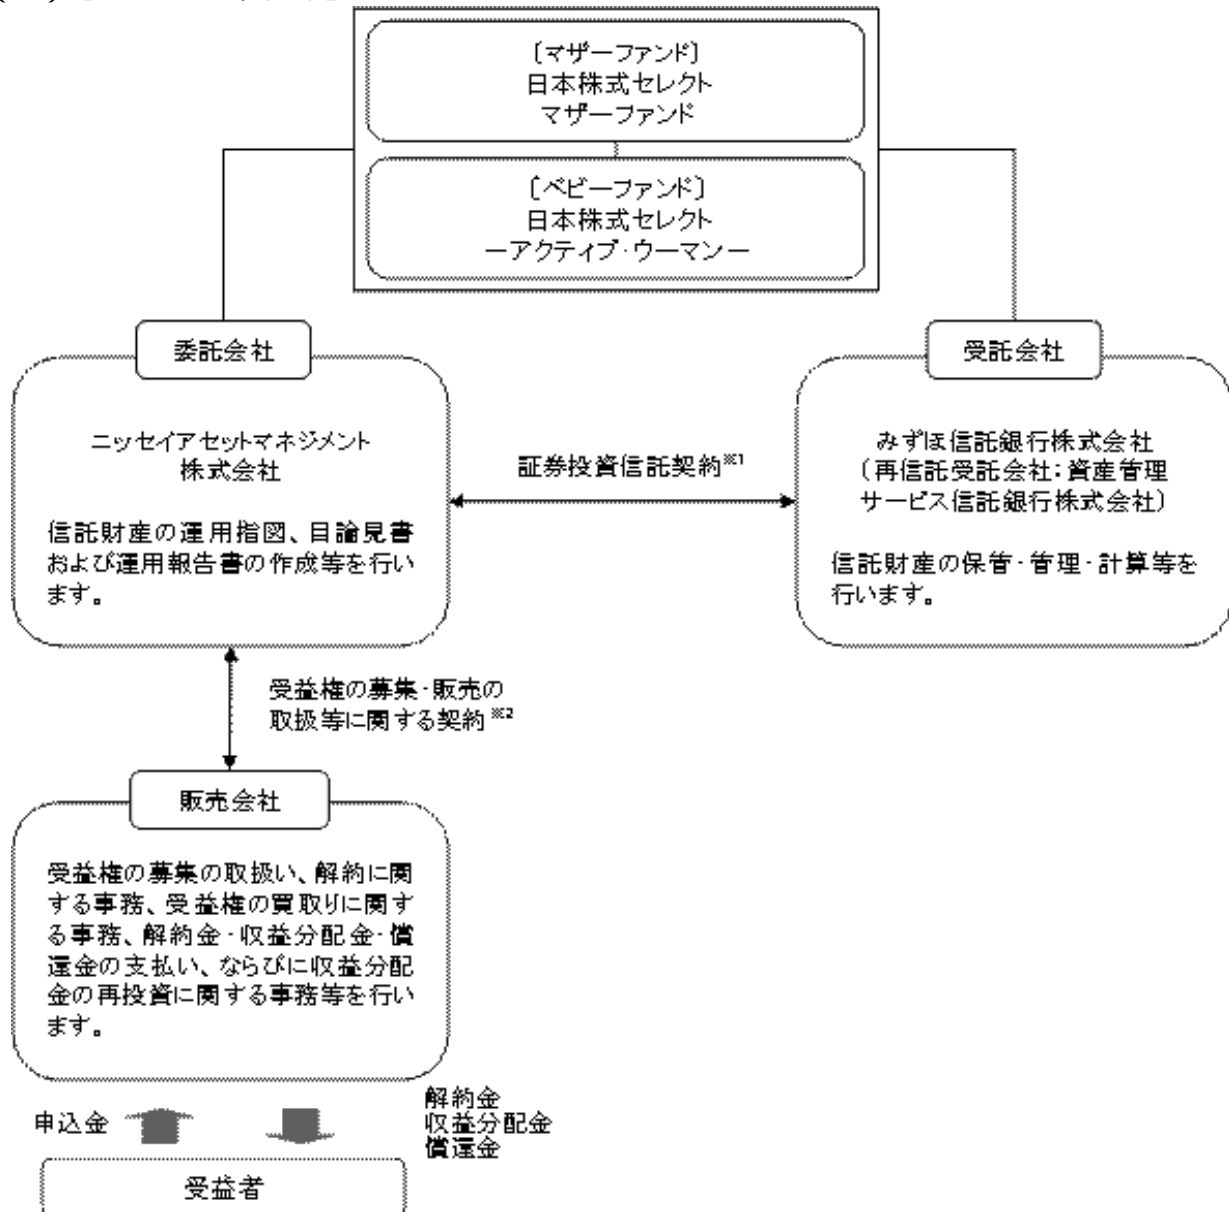 〔マザーファンド〕
日本株式セレクト
マザーファンド
〔ベビーファンド〕
日本株式セレクト
－アクティブ・ウーマン－
委託会社
ニッセイアセットマネジメント
株式会社
信託財産の運用指図、目論見書
および運用報告書の作成等を行い
ます。
証券投資信託契約※1
受託会社
みずほ信託銀行株式会社
（再信託受託会社：資産管理
サービス信託銀行株式会社）
信託財産の保管・管理・計算等を
行います。
受益権の募集・販売の
取扱等に関する契約※2
販売会社
受益権の募集の取扱い、解約に関
する事務、受益権の買取りに関す
る事務、解約金・収益分配金・償
還金の支払い、ならびに収益分配
金の再投資に関する事務等を行い
ます。
申込金
解約金
収益分配金
償還金
受益者